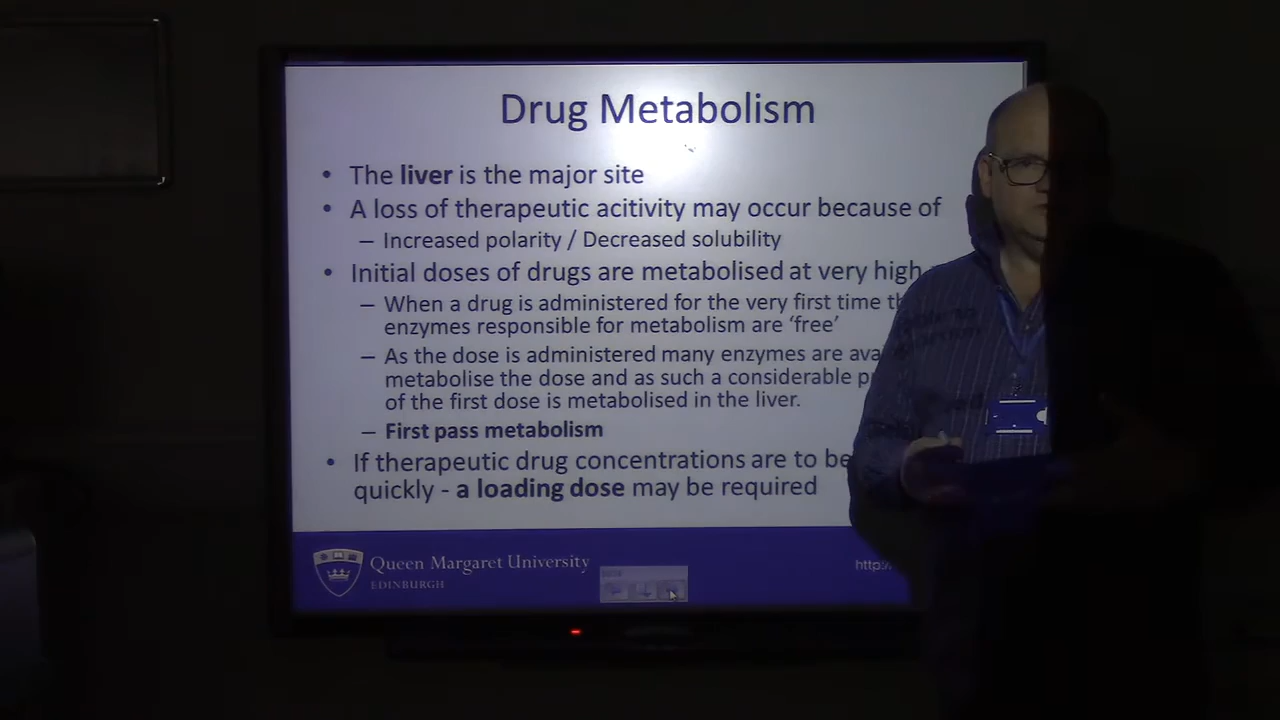 Drug Metabolism
• The liver is the major site
• A loss of therapeutic acitivity may occur because of
– Increased polarity / Decreased solubility
• Initial doses of drugs are metabolised at very high
– When a drug is administered for the very first time
enzymes responsible for metabolism are ‘free’
– As the dose is administered many enzymes are
metabolise the dose and as such a considerable
of the first dose is metabolised in the liver.
– First pass metabolism
• If therapeutic drug concentrations are to be
quickly - a loading dose may be required
Queen Margaret University
EDINBURGH
http:/